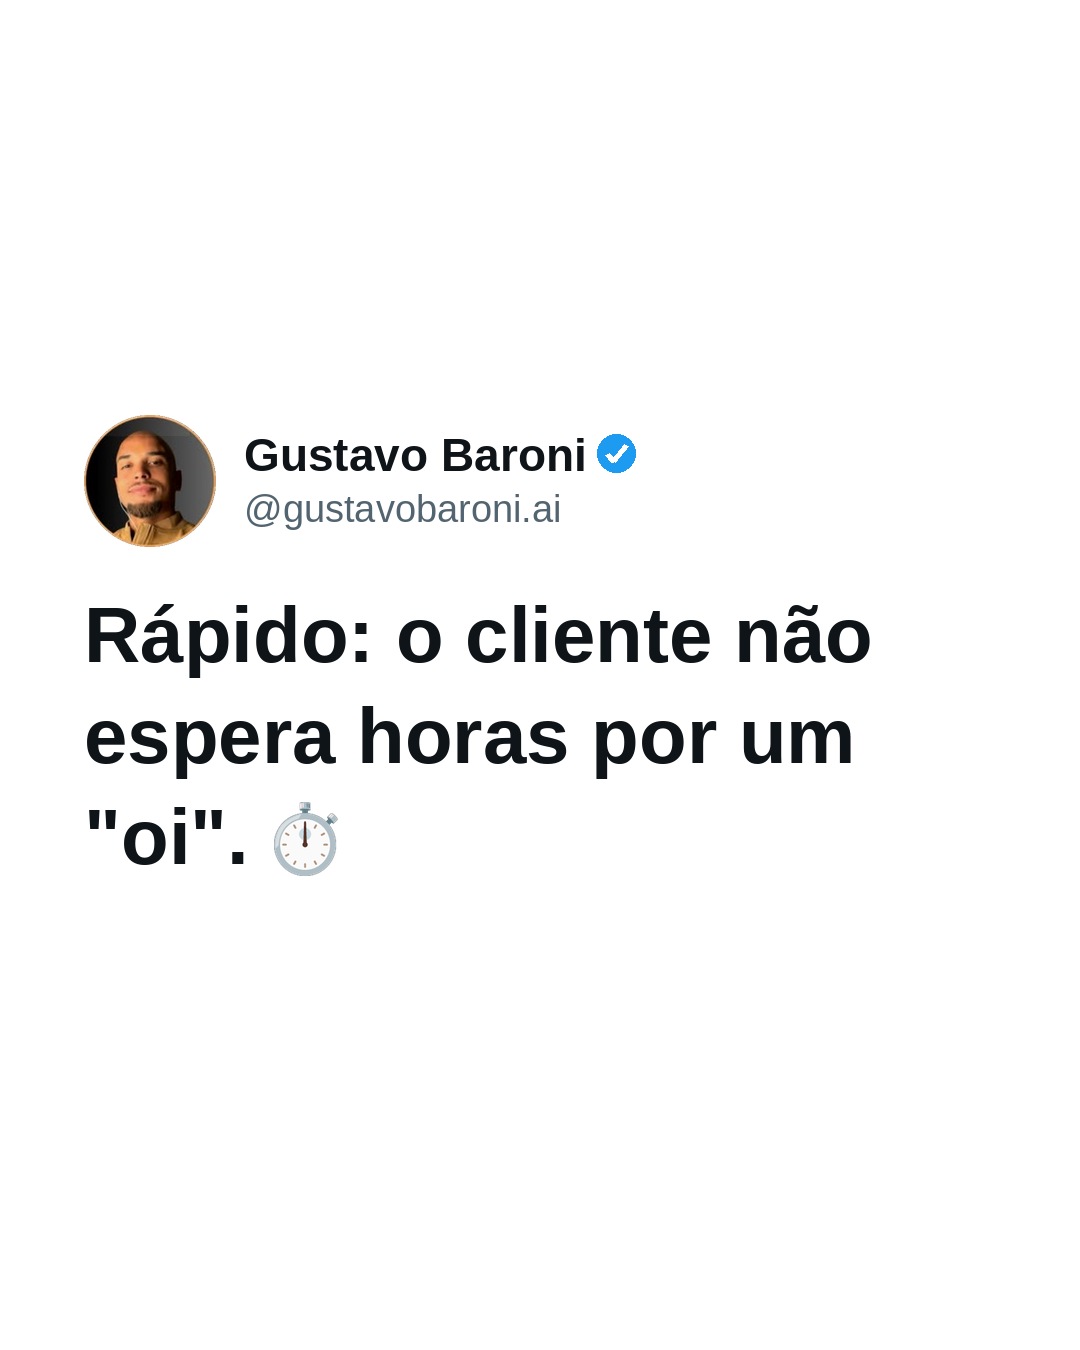 Gustavo Baroni
@gustavobaroni.ai
Rápido: o cliente não
espera horas por um
"oi". ⏱️